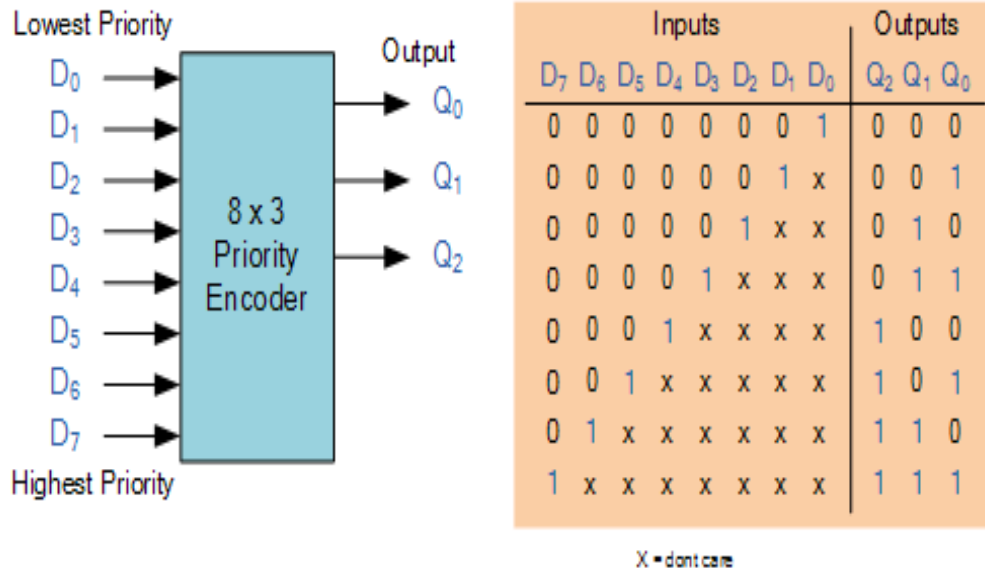 Lowest Priority
D₀
D₁
D₂
D₃
D₄
D₅
D₆
D₇
Highest Priority
8 x 3
Priority
Encoder
Output
Q₀
Q₁
Q₂
Inputs Outputs
D₇ D₆ D₅ D₄ D₃ D₂ D₁ D₀ Q₂ Q₁ Q₀
0 0 0 0 0 0 0 1 0 0 0
0 0 0 0 0 0 1 x 0 0 1
0 0 0 0 0 1 x x 0 1 0
0 0 0 0 1 x x x 0 1 1
0 0 0 1 x x x x 1 0 0
0 0 1 x x x x x 1 0 1
0 1 x x x x x x 1 1 0
1 x x x x x x x 1 1 1
X = dont care